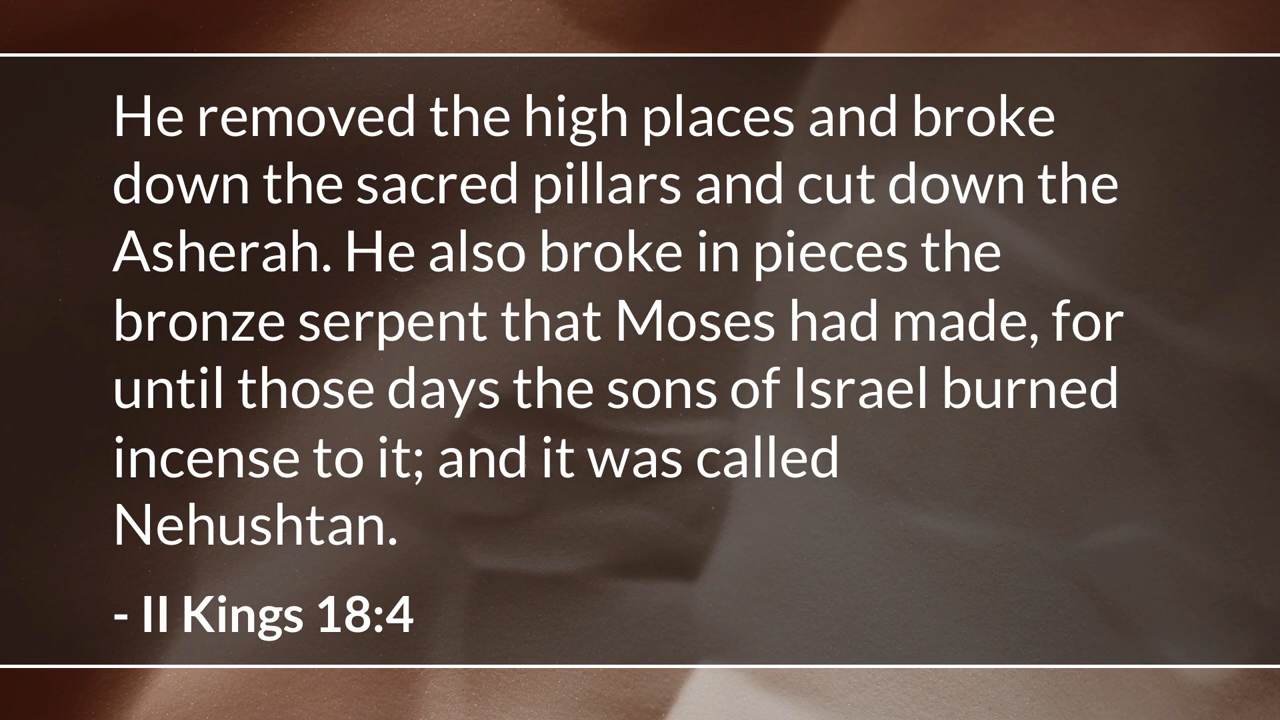 He removed the high places and broke
down the sacred pillars and cut down the
Asherah. He also broke in pieces the
bronze serpent that Moses had made, for
until those days the sons of Israel burned
incense to it; and it was called
Nehushtan.
- II Kings 18:4